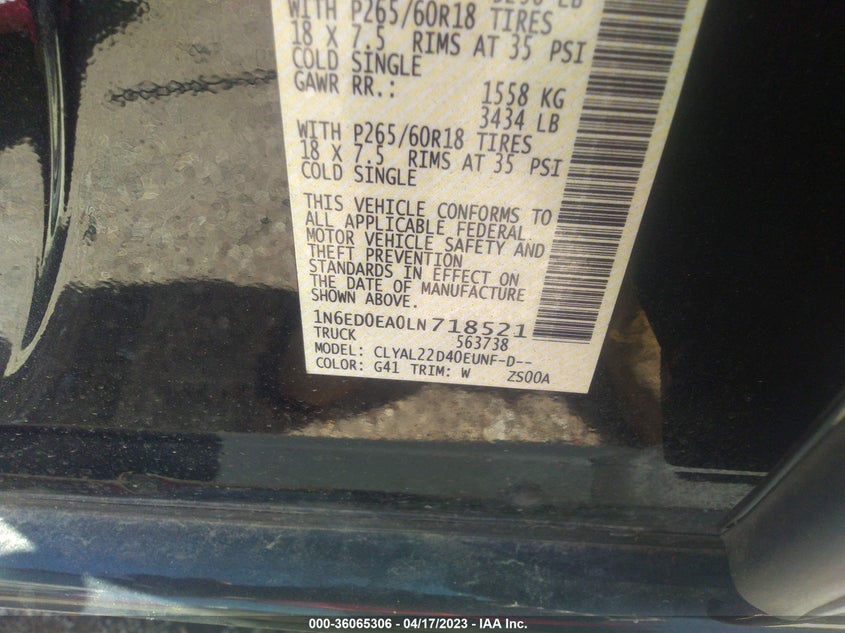 WITH P265/60R18 TIRES
18 X 7.5 RIMS AT 35 PSI
COLD SINGLE
GAWR RR.: 1558 KG
3434 LB
WITH P265/60R18 TIRES
18 X 7.5 RIMS AT 35 PSI
COLD SINGLE
THIS VEHICLE CONFORMS TO
ALL APPLICABLE FEDERAL
MOTOR VEHICLE SAFETY AND
THEFT PREVENTION
STANDARDS IN EFFECT ON
THE DATE OF MANUFACTURE
SHOWN ABOVE.
1N6ED0EA0LN718521
TRUCK 563738
MODEL: CLYAL22D40EUNF-D--
COLOR: G41 TRIM: W ZS00A
000-36065306 - 04/17/2023 - IAA Inc.